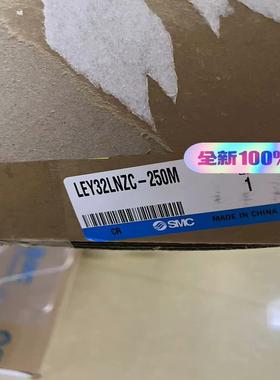 全新100%
LEY32LNZC-250M
1
CR
SMC
MADE IN CHINA